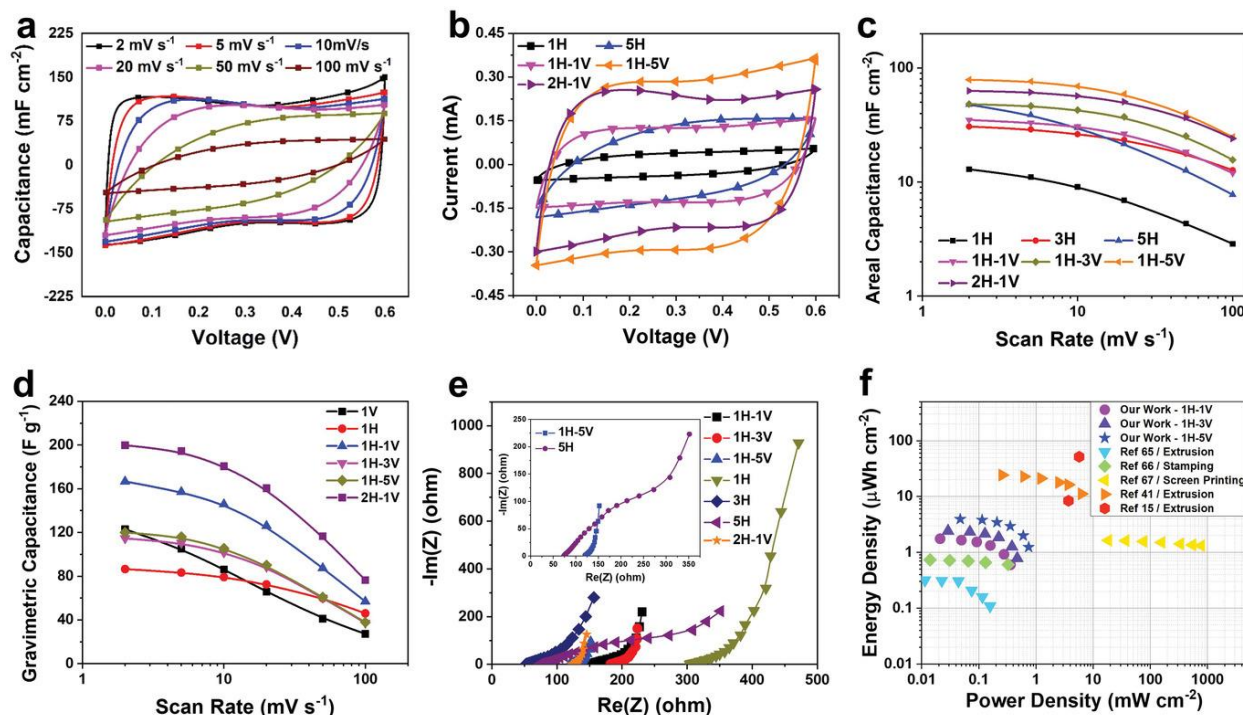 a
Capacitance (mF cm-2)
225
150
75
0
-75
-150
-225
2 mV s-1 5 mV s-1 10mV/s
20 mV s-1 50 mV s-1 100 mV s-1
0.0 0.1 0.2 0.3 0.4 0.5 0.6
Voltage (V)
b
Current (mA)
0.45
0.30
0.15
0.00
-0.15
-0.30
-0.45
1H 5H
1H-1V 1H-5V
2H-1V
0.0 0.1 0.2 0.3 0.4 0.5 0.6
Voltage (V)
c
Areal Capacitance (mF cm-2)
100
10
1
1H 3H 5H
1H-1V 1H-3V 1H-5V
2H-1V
1 10 100
Scan Rate (mV s-1)
d
Gravimetric Capacitance (F g-1)
240
200
160
120
80
40
0
1V
1H
1H-1V
1H-3V
1H-5V
2H-1V
1 10 100
Scan Rate (mV s-1)
e
-Im(Z) (ohm)
1000
800
600
400
200
0
-Im(Z) (ohm)
250
200
150
100
50
0
1H-5V
5H
0 50 100 150 200 250 300 350
Re(Z) (ohm)
1H-1V
1H-3V
1H-5V
1H
3H
5H
2H-1V
0 100 200 300 400 500
Re(Z) (ohm)
f
Energy Density (μWh cm-2)
100
10
1
0.1
0.01
Our Work - 1H-1V
Our Work - 1H-3V
Our Work - 1H-5V
Ref 65 / Extrusion
Ref 66 / Stamping
Ref 67 / Screen Printing
Ref 41 / Extrusion
Ref 15 / Extrusion
0.01 0.1 1 10 100 1000
Power Density (mW cm-2)